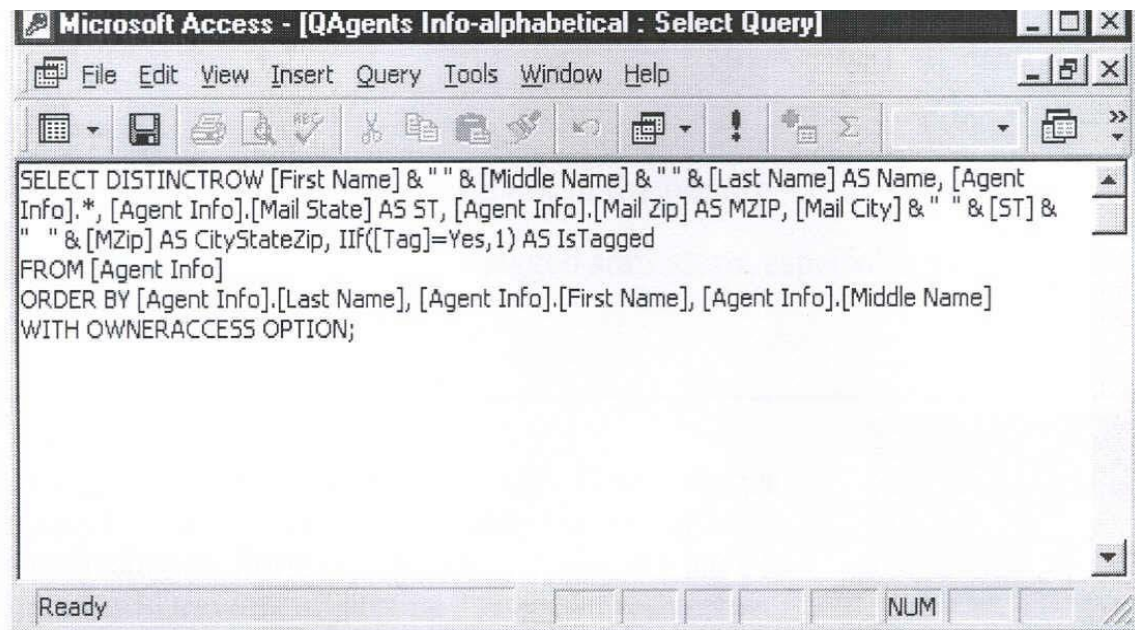 Microsoft Access - [QAgents Info-alphabetical : Select Query]
File Edit View Insert Query Tools Window Help
SELECT DISTINCTROW [First Name] & " " & [Middle Name] & " " & [Last Name] AS Name, [Agent
Info].*, [Agent Info].[Mail State] AS ST, [Agent Info].[Mail Zip] AS MZIP, [Mail City] & "  " & [ST] &
"   " & [MZip] AS CityStateZip, IIf([Tag]=Yes,1) AS IsTagged
FROM [Agent Info]
ORDER BY [Agent Info].[Last Name], [Agent Info].[First Name], [Agent Info].[Middle Name]
WITH OWNERACCESS OPTION;
Ready NUM